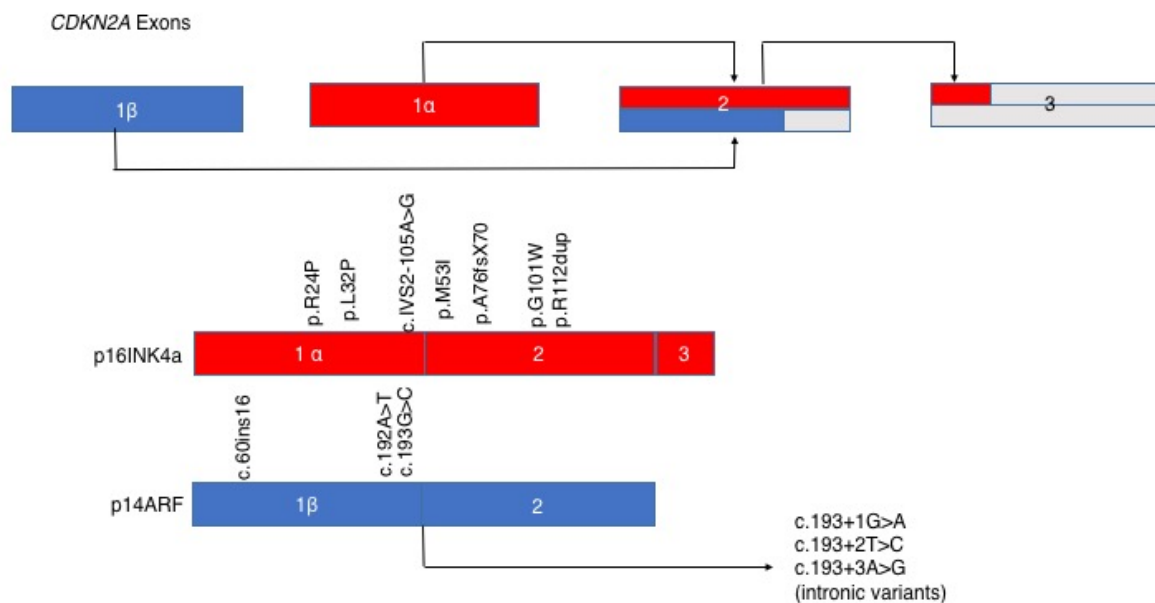 CDKN2A Exons
1β
1α
2
3
p.R24P
p.L32P
c.IVS2-105A>G
p.M53I
p.A76fsX70
p.G101W
p.R112dup
p16INK4a
1 α
2
3
c.60ins16
c.192A>T
c.193G>C
p14ARF
1β
2
c.193+1G>A
c.193+2T>C
c.193+3A>G
(intronic variants)